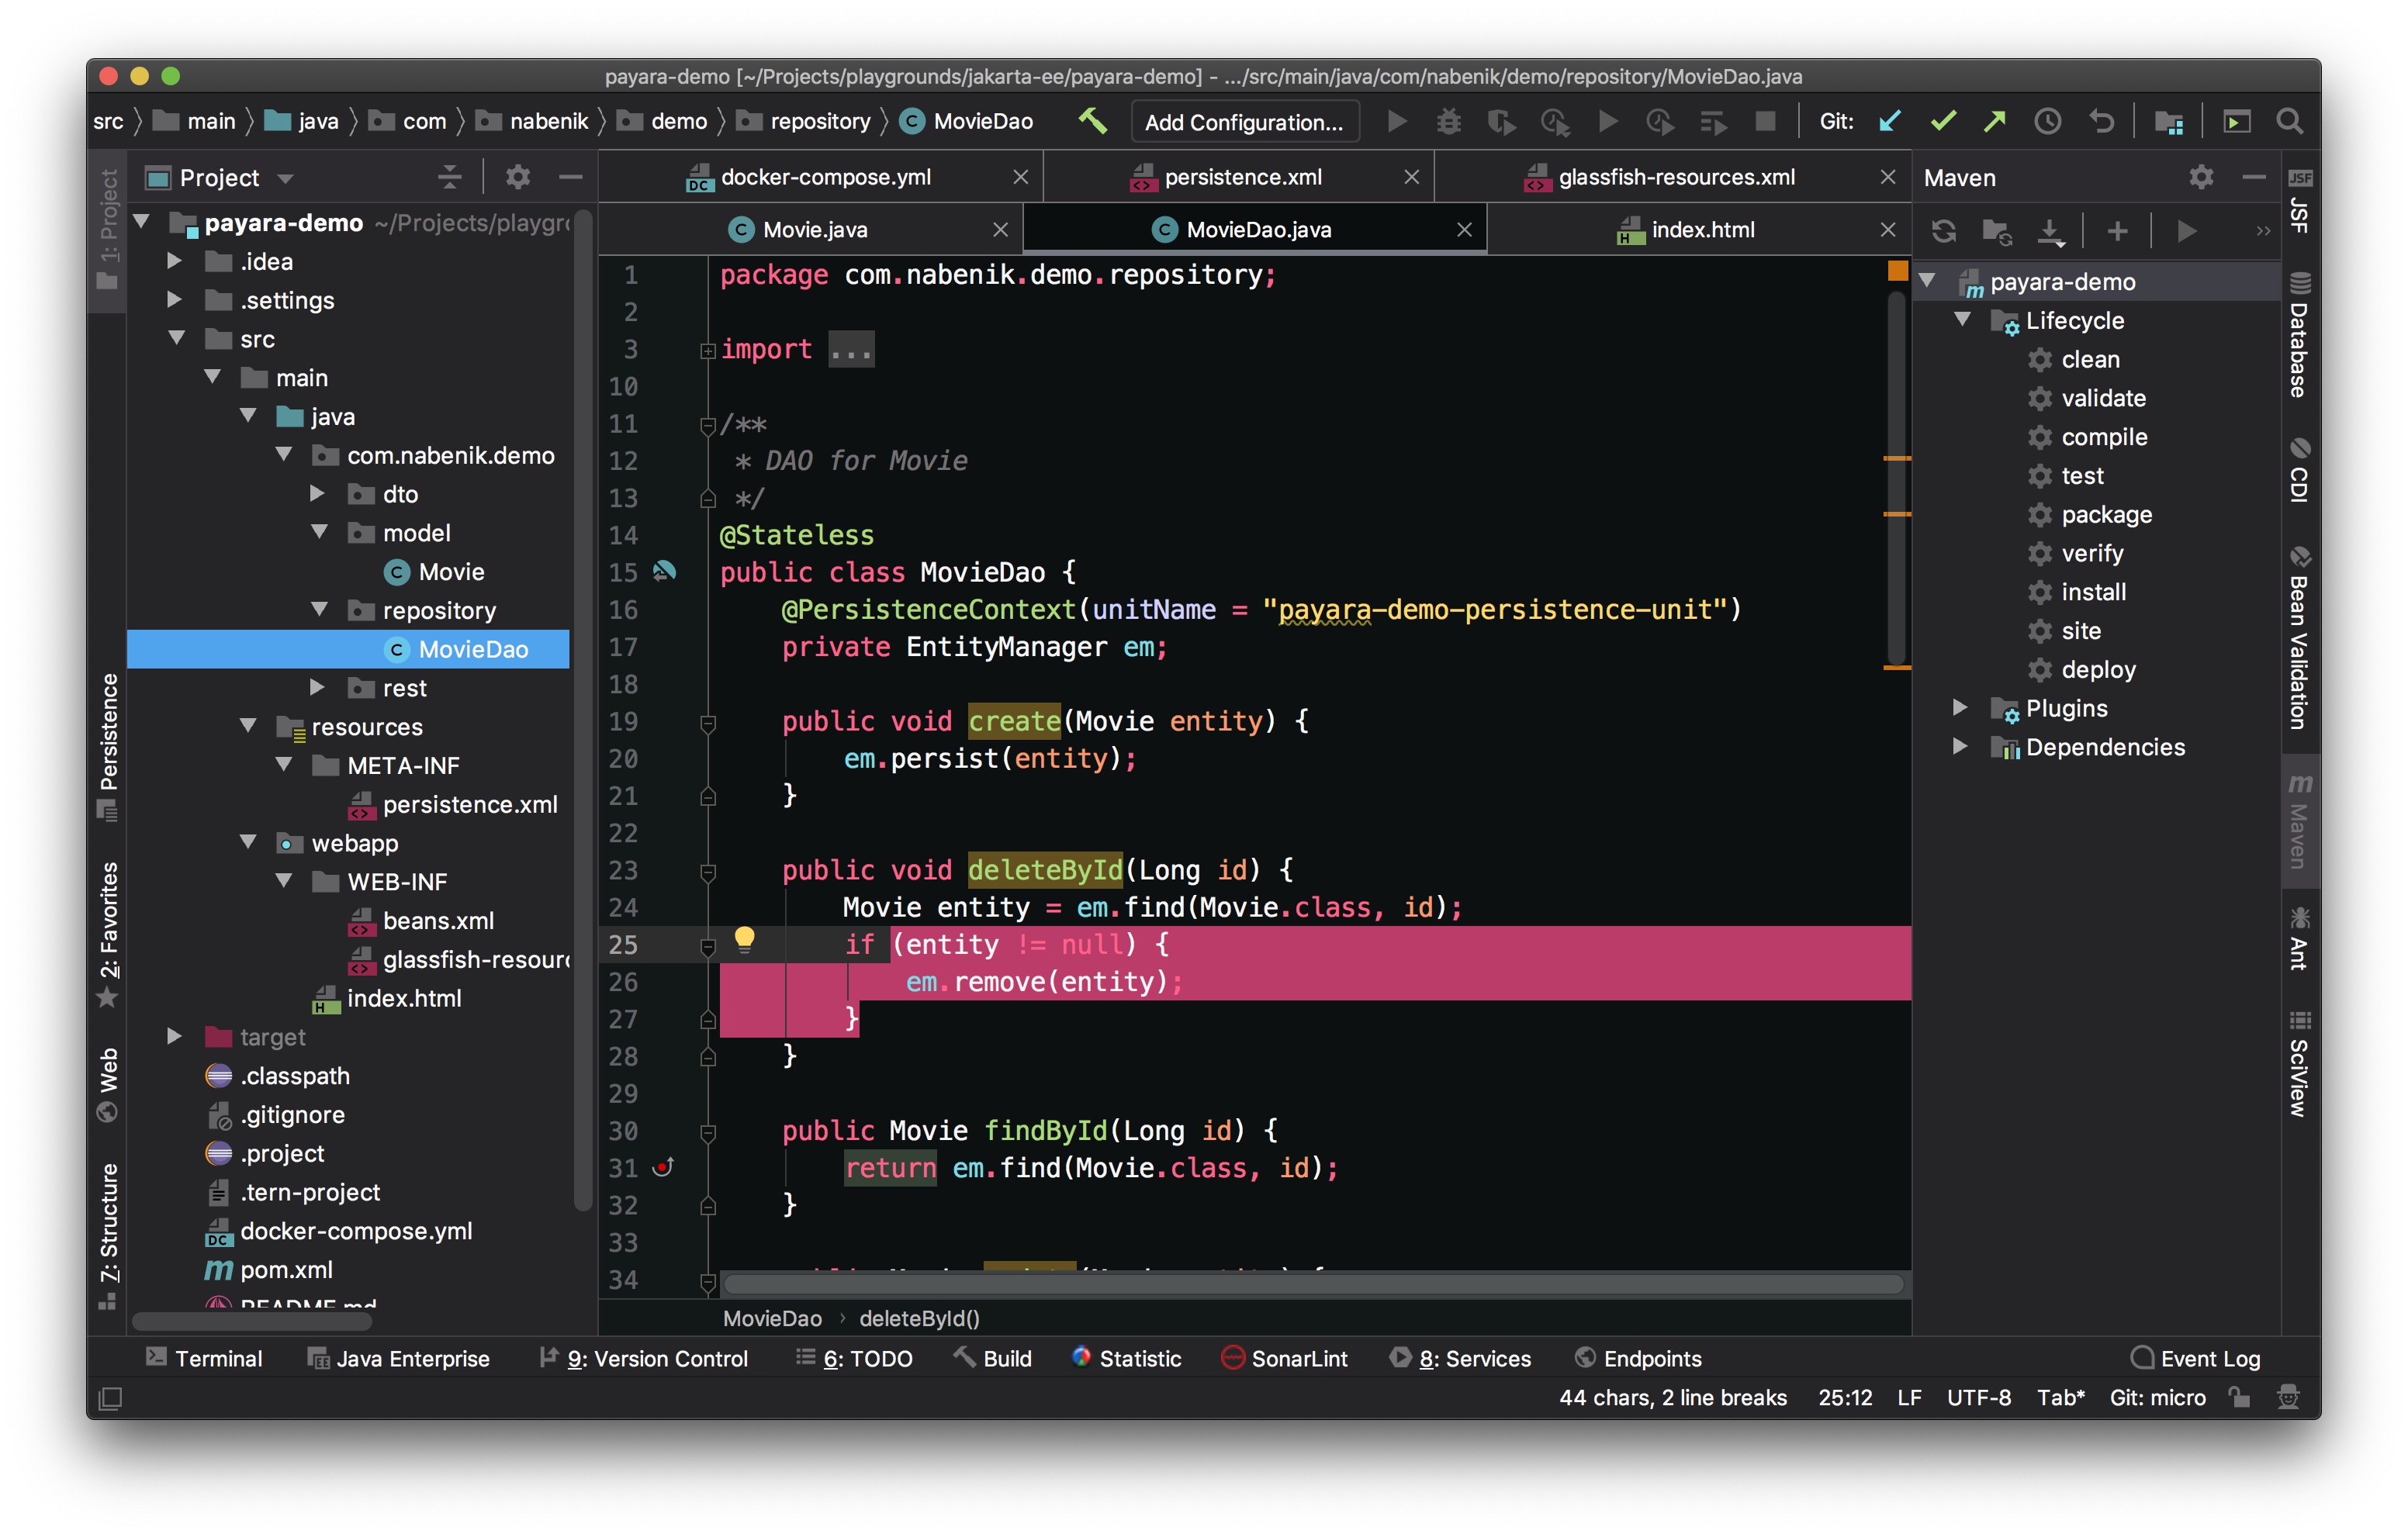 payara-demo [~/Projects/playgrounds/jakarta-ee/payara-demo] - .../src/main/java/com/nabenik/demo/repository/MovieDao.java
src main java com nabenik demo repository MovieDao Add Configuration... Git:
1: Project
Persistence
2: Favorites
Web
7: Structure
Project
payara-demo ~/Projects/playgr
.idea
.settings
src
main
java
com.nabenik.demo
dto
model
Movie
repository
MovieDao
rest
resources
META-INF
persistence.xml
webapp
WEB-INF
beans.xml
glassfish-resour
index.html
target
.classpath
.gitignore
.project
.tern-project
docker-compose.yml
pom.xml
README.md
docker-compose.yml persistence.xml glassfish-resources.xml
Movie.java MovieDao.java index.html
1 package com.nabenik.demo.repository;
2
3 import ...
10
11 /**
12 * DAO for Movie
13 */
14 @Stateless
15 public class MovieDao {
16 @PersistenceContext(unitName = "payara-demo-persistence-unit")
17 private EntityManager em;
18
19 public void create(Movie entity) {
20 em.persist(entity);
21 }
22
23 public void deleteById(Long id) {
24 Movie entity = em.find(Movie.class, id);
25 if (entity != null) {
26 em.remove(entity);
27 }
28 }
29
30 public Movie findById(Long id) {
31 return em.find(Movie.class, id);
32 }
33
34
MovieDao › deleteById()
Maven
payara-demo
Lifecycle
clean
validate
compile
test
package
verify
install
site
deploy
Plugins
Dependencies
JSF
JSF
Database
CDI
Bean Validation
m Maven
Ant
SciView
Terminal Java Enterprise 9: Version Control 6: TODO Build Statistic SonarLint 8: Services Endpoints Event Log
44 chars, 2 line breaks 25:12 LF UTF-8 Tab* Git: micro